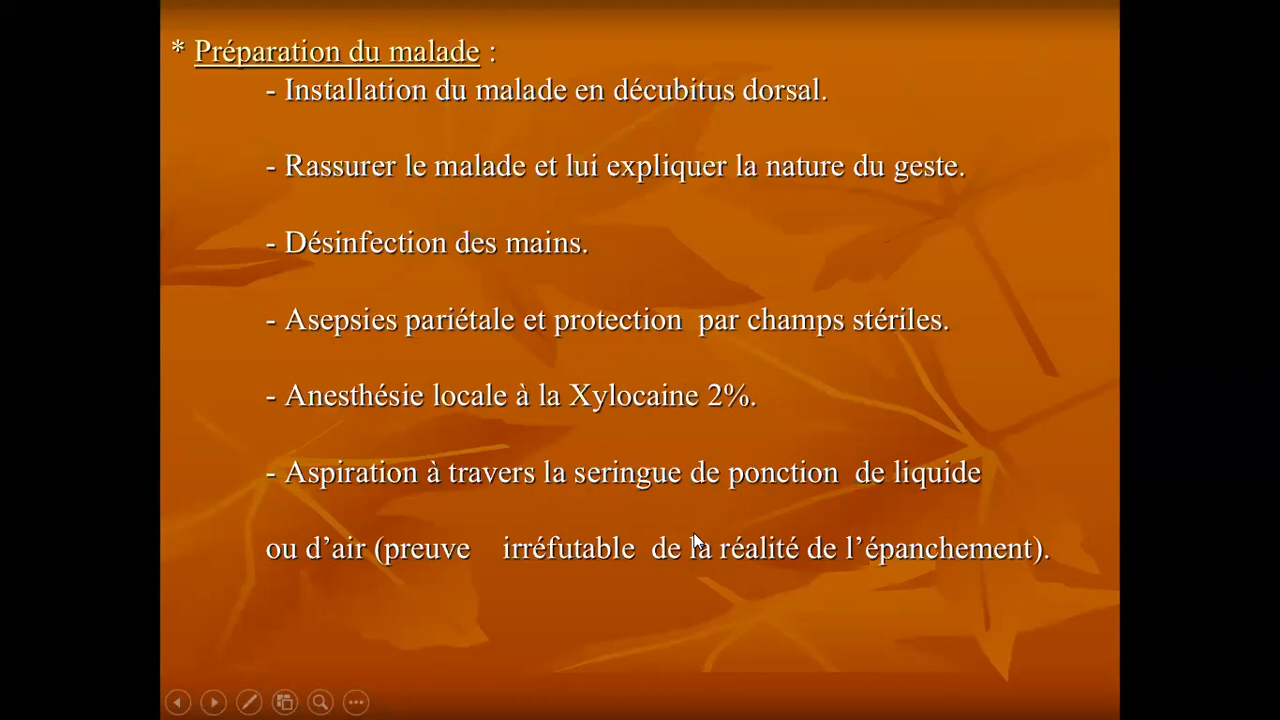 * Préparation du malade :
- Installation du malade en décubitus dorsal.
- Rassurer le malade et lui expliquer la nature du geste.
- Désinfection des mains.
- Asepsies pariétale et protection par champs stériles.
- Anesthésie locale à la Xylocaine 2%.
- Aspiration à travers la seringue de ponction de liquide
ou d’air (preuve irréfutable de la réalité de l’épanchement).